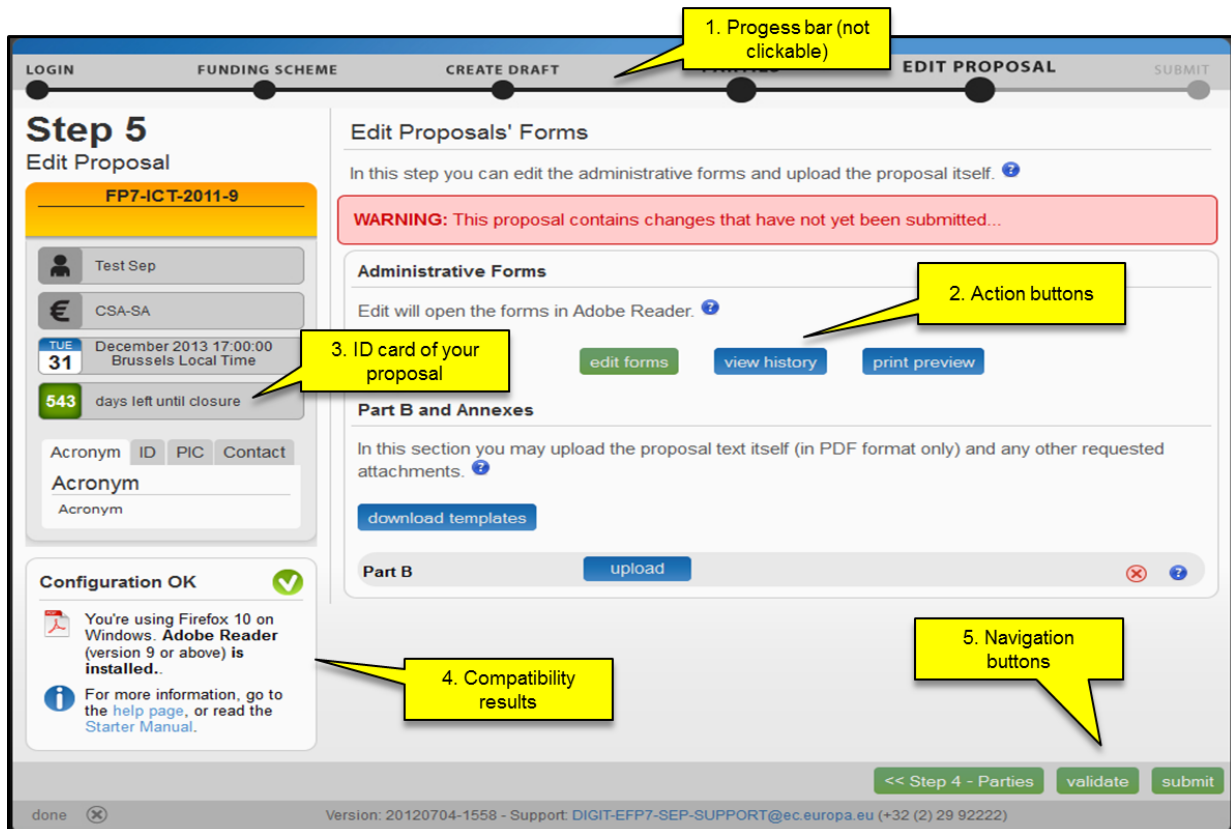 1. Progess bar (not
clickable)
LOGIN
FUNDING SCHEME
CREATE DRAFT
EDIT PROPOSAL
SUBMIT
Step 5
Edit Proposal
FP7-ICT-2011-9
Test Sep
CSA-SA
TUE
31
December 2013 17:00:00
Brussels Local Time
543
days left until closure
3. ID card of your
proposal
Acronym ID PIC Contact
Acronym
Acronym
Configuration OK
You're using Firefox 10 on
Windows. Adobe Reader
(version 9 or above) is
installed..
For more information, go to
the help page, or read the
Starter Manual.
4. Compatibility
results
Edit Proposals' Forms
In this step you can edit the administrative forms and upload the proposal itself.
WARNING: This proposal contains changes that have not yet been submitted...
Administrative Forms
Edit will open the forms in Adobe Reader.
2. Action buttons
edit forms
view history
print preview
Part B and Annexes
In this section you may upload the proposal text itself (in PDF format only) and any other requested
attachments.
download templates
Part B
upload
5. Navigation
buttons
<< Step 4 - Parties
validate
submit
done
Version: 20120704-1558 - Support: DIGIT-EFP7-SEP-SUPPORT@ec.europa.eu (+32 (2) 29 92222)